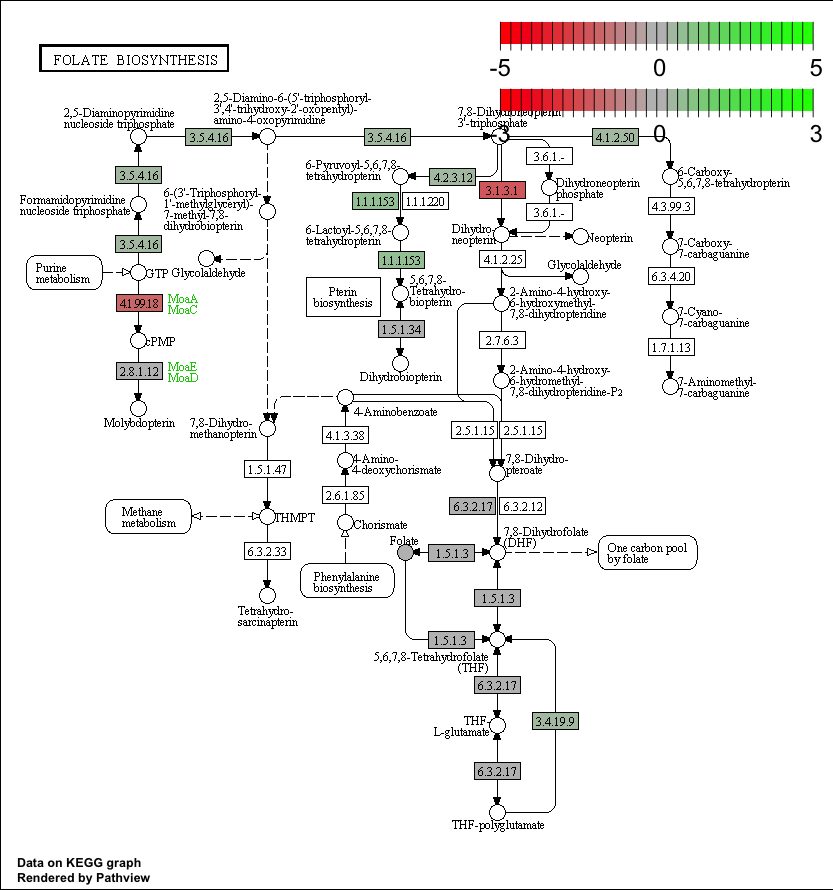 FOLATE BIOSYNTHESIS
-5 0 5
-3 0 3
2,5-Diaminopyrimidine
nucleoside triphosphate
2,5-Diamino-6-(5'-triphosphoryl-
3',4'-trihydroxy-2'-oxopentyl)-
amino-4-oxopyrimidine
7,8-Dihydroneopterin
3'-triphosphate
3.5.4.16
3.5.4.16
4.1.2.50
3.6.1.-
6-Pyruvoyl-5,6,7,8-
tetrahydropterin
4.2.3.12
3.1.3.1
Dihydroneopterin
phosphate
6-Carboxy-
5,6,7,8-tetrahydropterin
3.5.4.16
6-(3'-Triphosphoryl-
1'-methylglyceryl)-
7-methyl-7,8-
dihydrobiopterin
1.1.1.153
1.1.1.220
3.6.1.-
4.3.99.3
Formamidopyrimidine
nucleoside triphosphate
6-Lactoyl-5,6,7,8-
tetrahydropterin
Dihydro-
neopterin
Neopterin
7-Carboxy-
7-carbaguanine
3.5.4.16
1.1.1.153
4.1.2.25
Purine
metabolism
GTP
Glycolaldehyde
Glycolaldehyde
6.3.4.20
Pterin
biosynthesis
5,6,7,8-
Tetrahydro-
biopterin
2-Amino-4-hydroxy-
6-hydroxymethyl-
7,8-dihydropteridine
4.1.99.18
MoaA
MoaC
7-Cyano-
7-carbaguanine
1.5.1.34
2.7.6.3
1.7.1.13
cPMP
2.8.1.12
MoaE
MoaD
Dihydrobiopterin
2-Amino-4-hydroxy-
6-hydromethyl-
7,8-dihydropteridine-P2
7-Aminomethyl-
7-carbaguanine
Molybdopterin
7,8-Dihydro-
methanopterin
4-Aminobenzoate
4.1.3.38
2.5.1.15
2.5.1.15
1.5.1.47
4-Amino-
4-deoxychorismate
7,8-Dihydro-
pteroate
2.6.1.85
6.3.2.17
6.3.2.12
Methane
metabolism
THMPT
Chorismate
7,8-Dihydrofolate
(DHF)
6.3.2.33
Folate
1.5.1.3
One carbon pool
by folate
Phenylalanine
biosynthesis
1.5.1.3
Tetrahydro-
sarcinapterin
1.5.1.3
5,6,7,8-Tetrahydrofolate
(THF)
6.3.2.17
THF-
L-glutamate
3.4.19.9
6.3.2.17
THF-polyglutamate
Data on KEGG graph
Rendered by Pathview